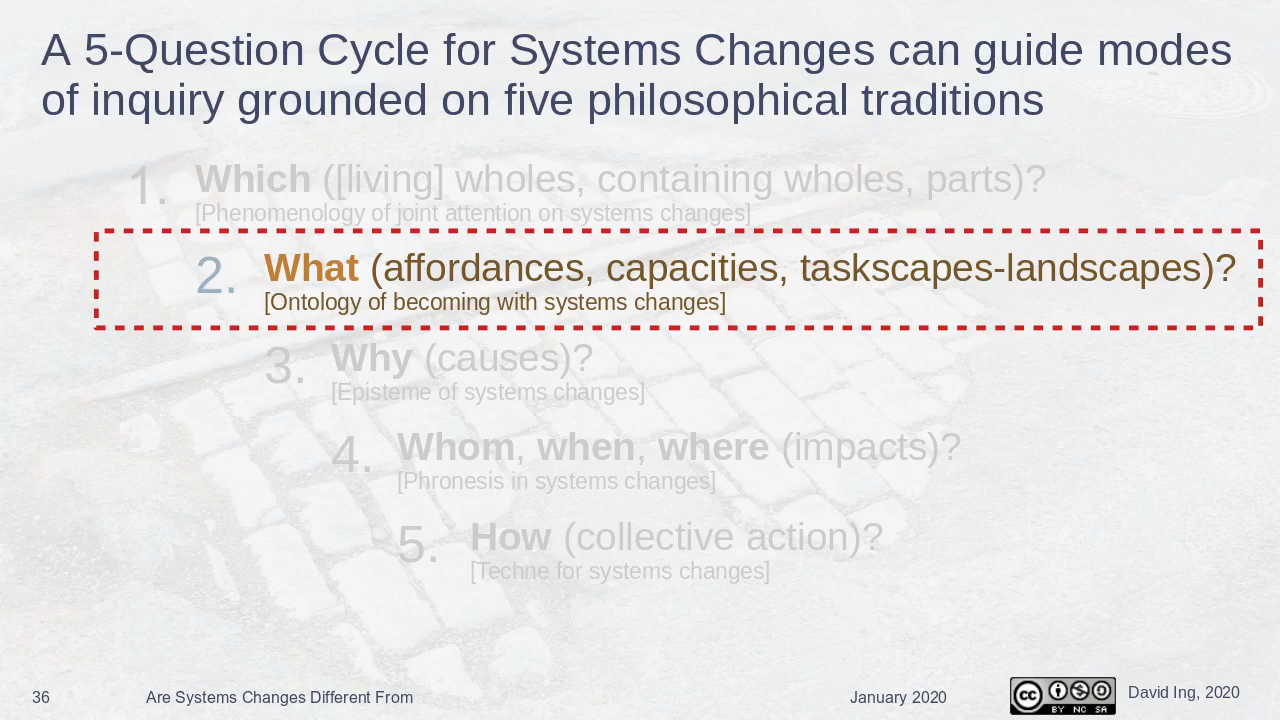 A 5-Question Cycle for Systems Changes can guide modes
of inquiry grounded on five philosophical traditions
1. Which ([living] wholes, containing wholes, parts)?
[Phenomenology of joint attention on systems changes]
2. What (affordances, capacities, taskscapes-landscapes)?
[Ontology of becoming with systems changes]
3. Why (causes)?
[Episteme of systems changes]
4. Whom, when, where (impacts)?
[Phronesis in systems changes]
5. How (collective action)?
[Techne for systems changes]
36 Are Systems Changes Different From January 2020 cc BY NC SA David Ing, 2020